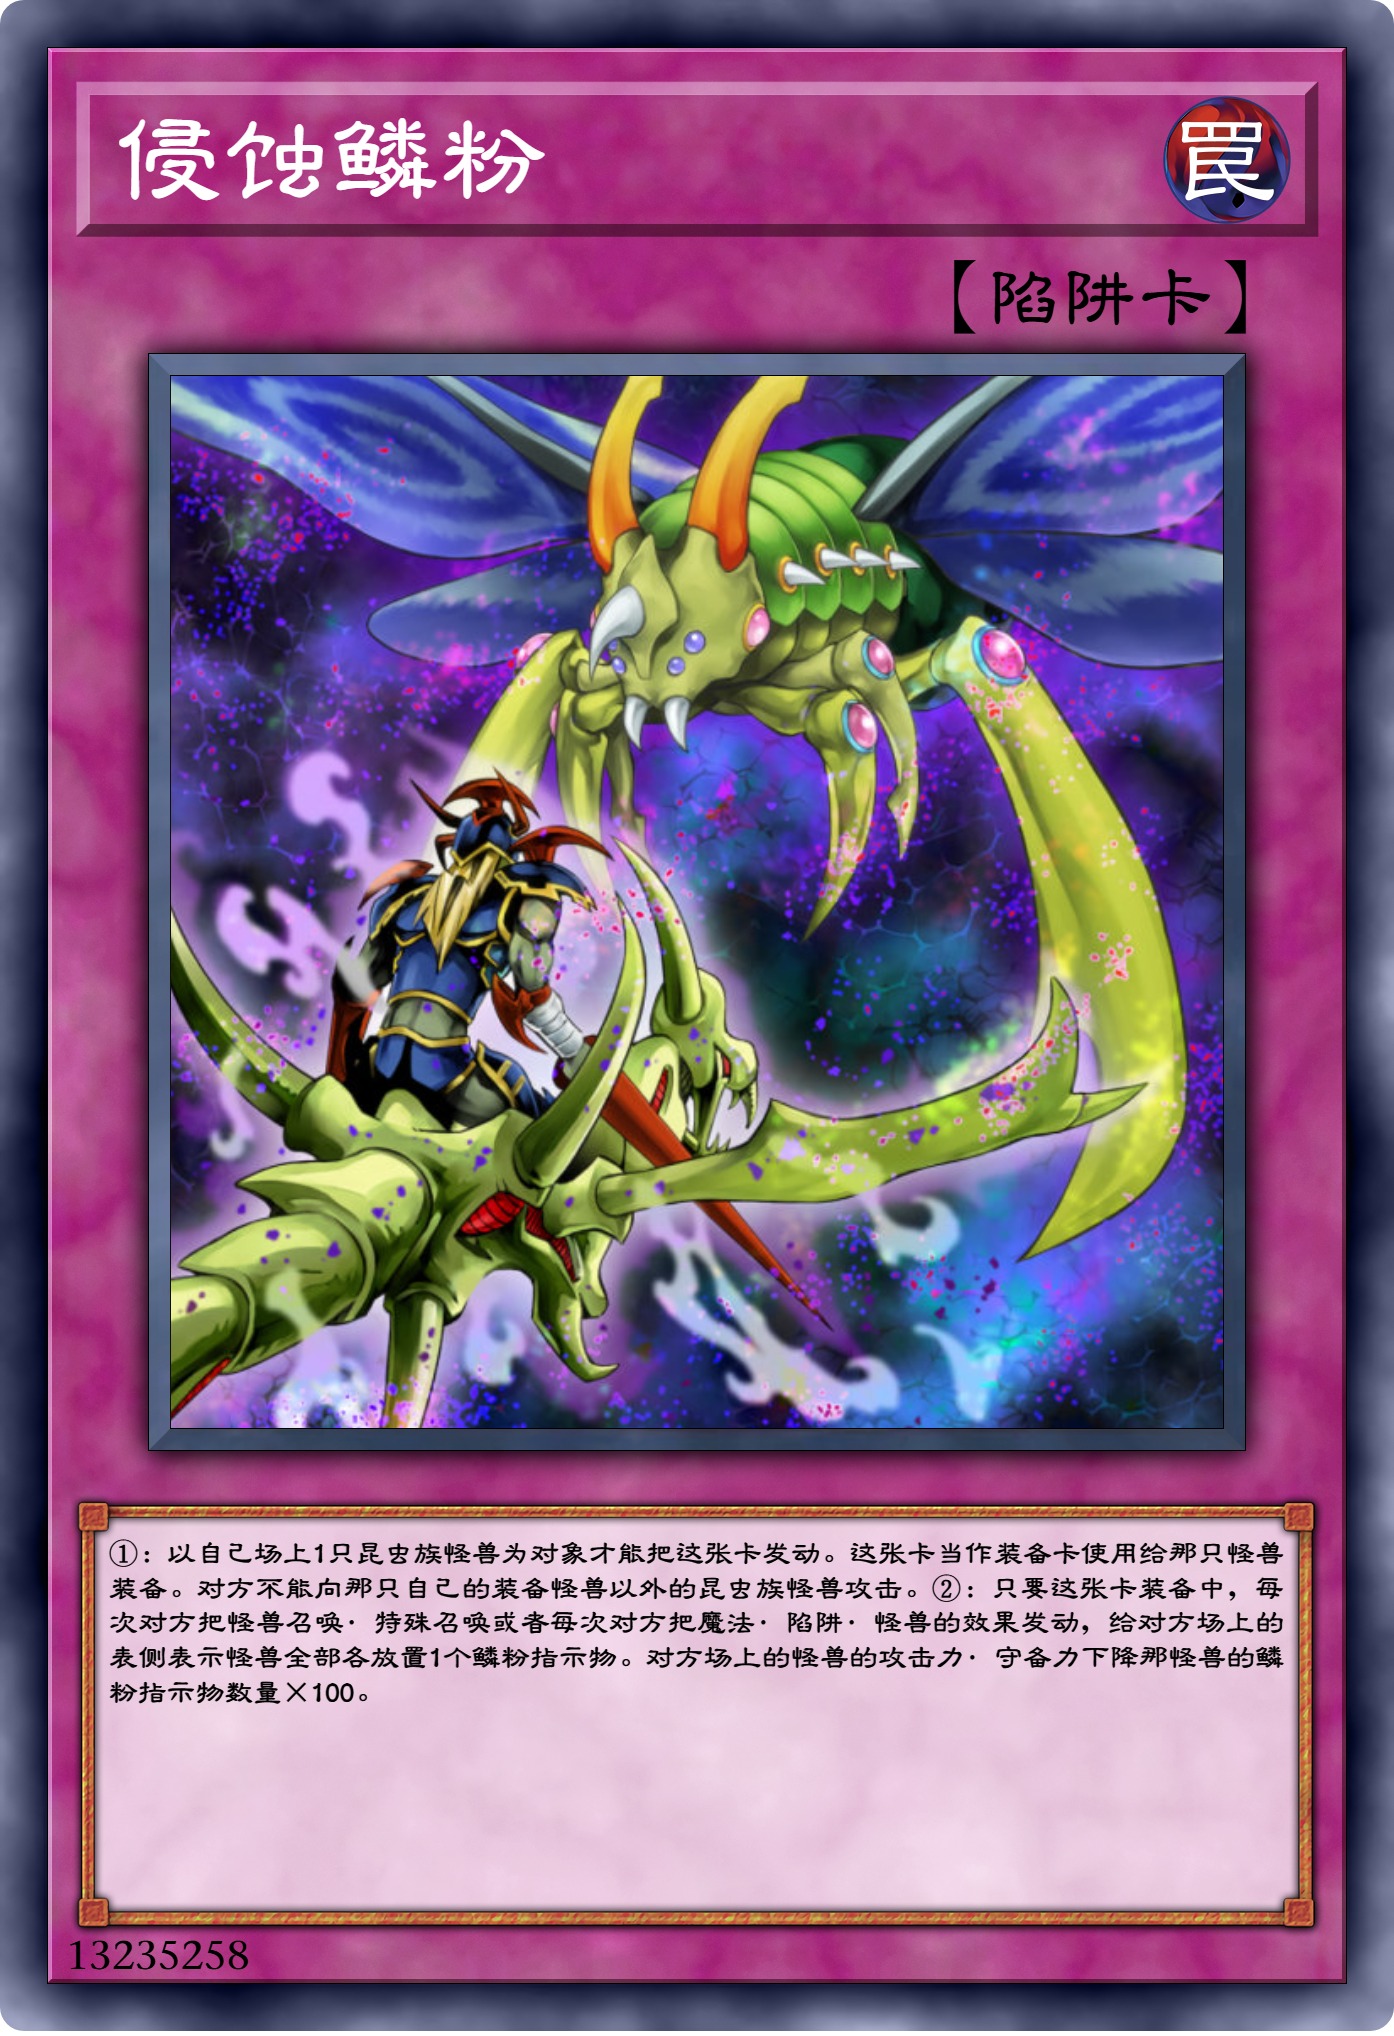 侵蚀鳞粉
罠
【陷阱卡】
①：以自己场上1只昆虫族怪兽为对象才能把这张卡发动。这张卡当作装备卡使用给那只怪兽
装备。对方不能向那只自己的装备怪兽以外的昆虫族怪兽攻击。②：只要这张卡装备中，每
次对方把怪兽召唤·特殊召唤或者每次对方把魔法·陷阱·怪兽的效果发动，给对方场上的
表侧表示怪兽全部各放置1个鳞粉指示物。对方场上的怪兽的攻击力·守备力下降那怪兽的鳞
粉指示物数量×100。
13235258